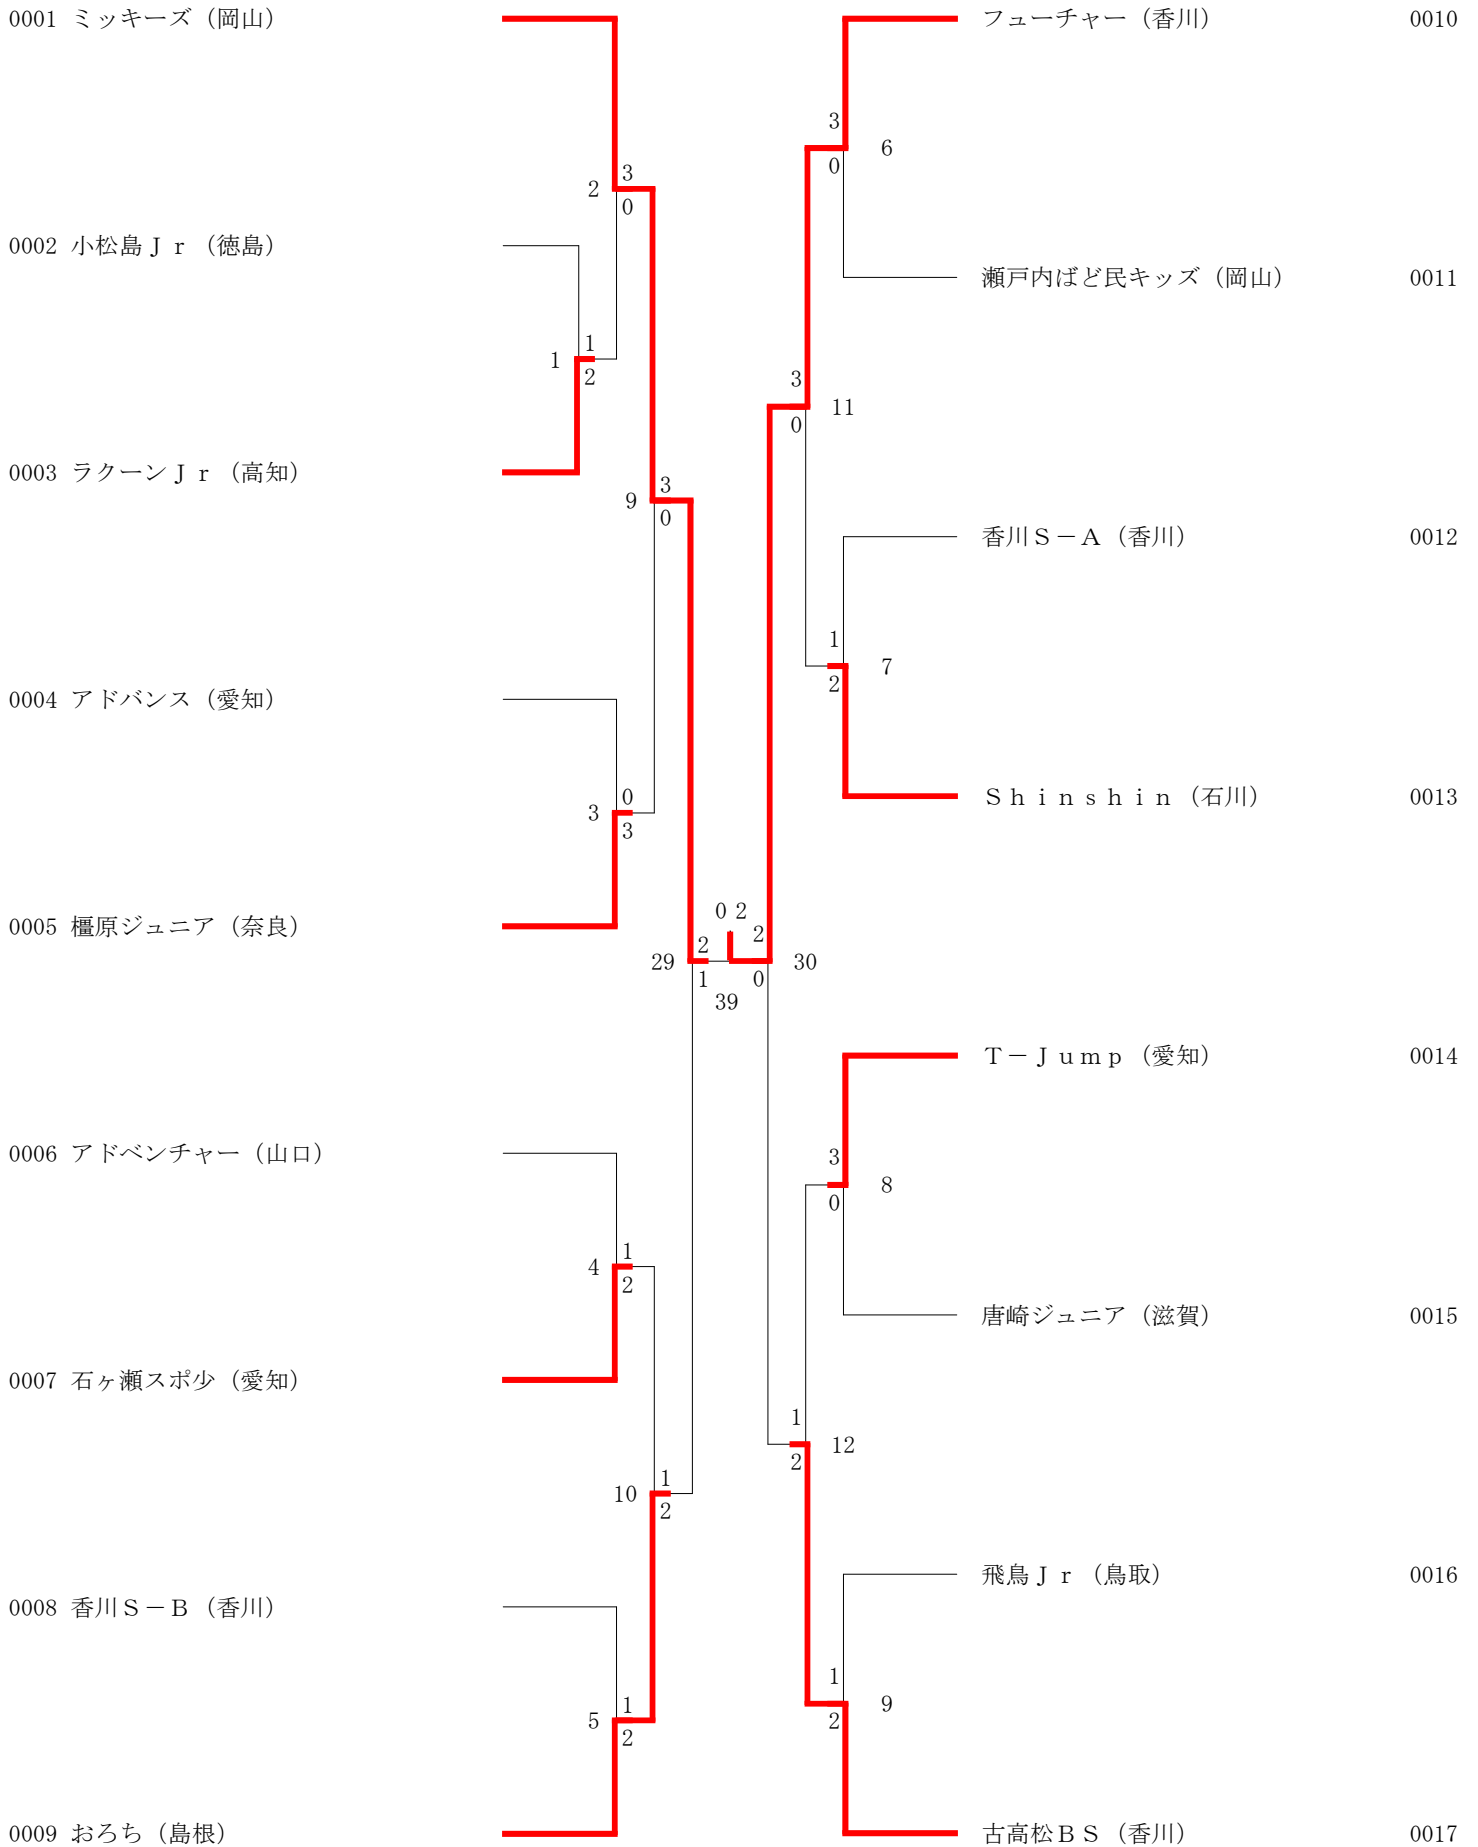 0001 ミッキーズ（岡山）
フューチャー（香川） 0010
3
6
0
3
2
0
0002 小松島Ｊｒ（徳島）
瀬戸内ばど民キッズ（岡山） 0011
1
1
2
3
11
0
0003 ラクーンＪｒ（高知）
3
9
0
香川Ｓ－Ａ（香川） 0012
1
7
2
0004 アドバンス（愛知）
0
3
3
Ｓｈｉｎｓｈｉｎ（石川） 0013
0005 橿原ジュニア（奈良）
0 2
2 2
29 30
1 0
39
Ｔ－Ｊｕｍｐ（愛知） 0014
0006 アドベンチャー（山口）
3
8
0
1
4
2
唐崎ジュニア（滋賀） 0015
0007 石ヶ瀬スポ少（愛知）
1
12
2
1
10
2
飛鳥Ｊｒ（鳥取） 0016
0008 香川Ｓ－Ｂ（香川）
1
9
2
1
5
2
0009 おろち（島根）
古高松ＢＳ（香川） 0017